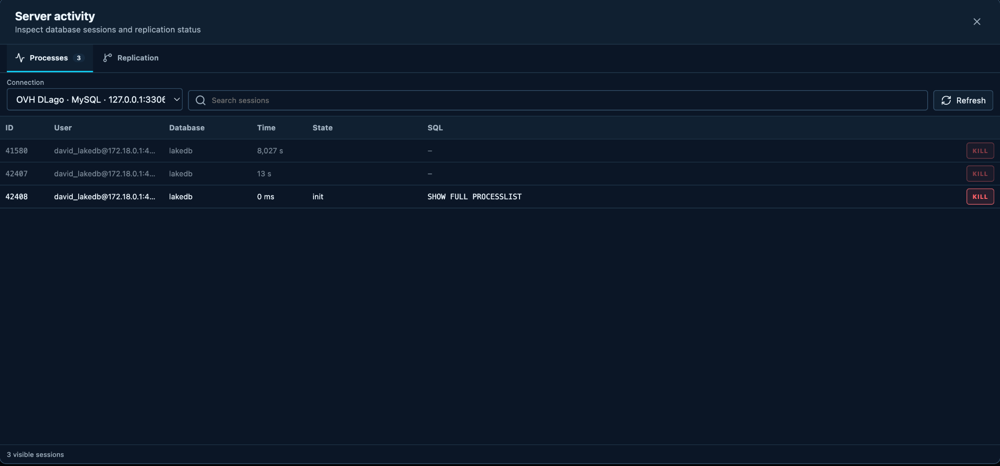 Server activity
Inspect database sessions and replication status
Processes 3 Replication
Connection
OVH DLago · MySQL · 127.0.0.1:3306 Search sessions Refresh
ID User Database Time State SQL
41580 david_lakedb@172.18.0.1:4... lakedb 8,027 s – KILL
42407 david_lakedb@172.18.0.1:4... lakedb 13 s – KILL
42408 david_lakedb@172.18.0.1:4... lakedb 0 ms init SHOW FULL PROCESSLIST KILL
3 visible sessions